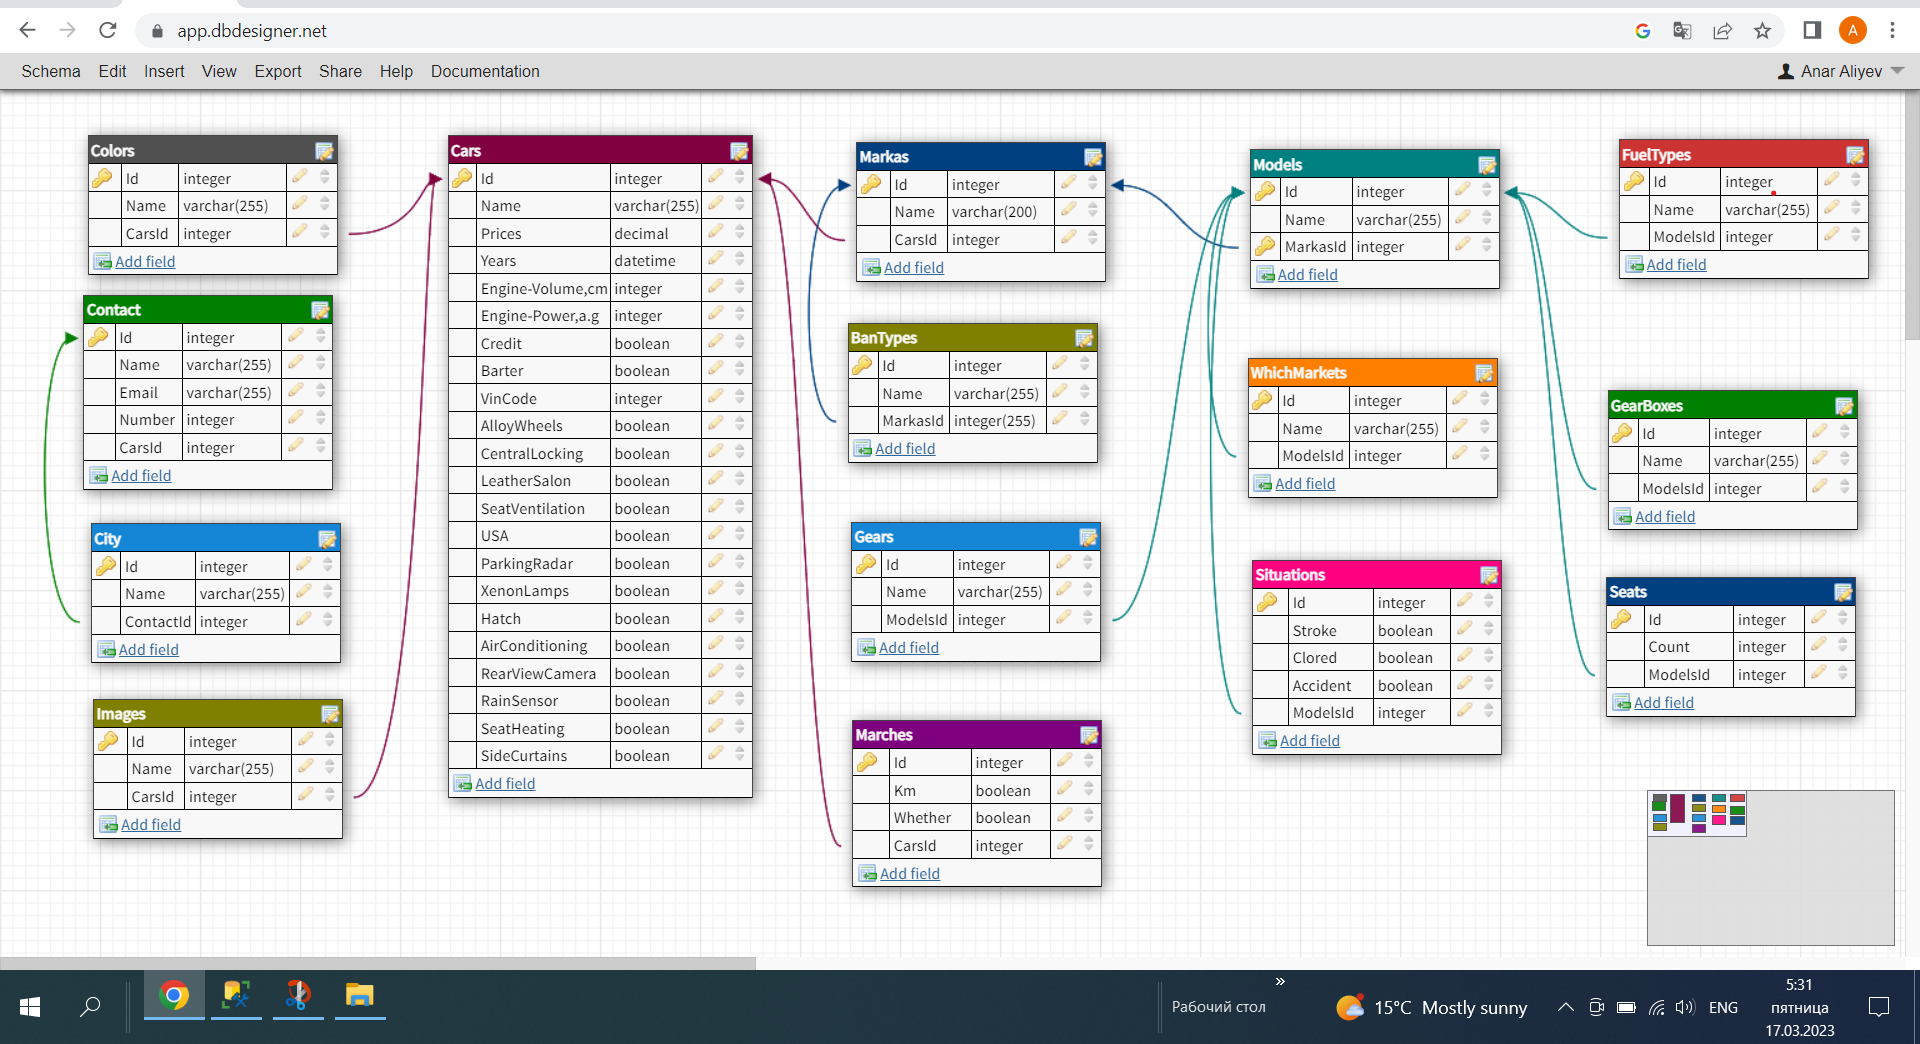 app.dbdesigner.net
A
Schema Edit Insert View Export Share Help Documentation
Anar Aliyev
Colors
Id integer
Name varchar(255)
CarsId integer
Add field
Contact
Id integer
Name varchar(255)
Email varchar(255)
Number integer
CarsId integer
Add field
City
Id integer
Name varchar(255)
ContactId integer
Add field
Images
Id integer
Name varchar(255)
CarsId integer
Add field
Cars
Id integer
Name varchar(255)
Prices decimal
Years datetime
Engine-Volume,cm integer
Engine-Power,a.g integer
Credit boolean
Barter boolean
VinCode integer
AlloyWheels boolean
CentralLocking boolean
LeatherSalon boolean
SeatVentilation boolean
USA boolean
ParkingRadar boolean
XenonLamps boolean
Hatch boolean
AirConditioning boolean
RearViewCamera boolean
RainSensor boolean
SeatHeating boolean
SideCurtains boolean
Add field
Markas
Id integer
Name varchar(200)
CarsId integer
Add field
BanTypes
Id integer
Name varchar(255)
MarkasId integer(255)
Add field
Gears
Id integer
Name varchar(255)
ModelsId integer
Add field
Marches
Id integer
Km boolean
Whether boolean
CarsId integer
Add field
Models
Id integer
Name varchar(255)
MarkasId integer
Add field
WhichMarkets
Id integer
Name varchar(255)
ModelsId integer
Add field
Situations
Id integer
Stroke boolean
Clored boolean
Accident boolean
ModelsId integer
Add field
FuelTypes
Id integer
Name varchar(255)
ModelsId integer
Add field
GearBoxes
Id integer
Name varchar(255)
ModelsId integer
Add field
Seats
Id integer
Count integer
ModelsId integer
Add field
Рабочий стол
»
15°C Mostly sunny
ENG
5:31
пятница
17.03.2023